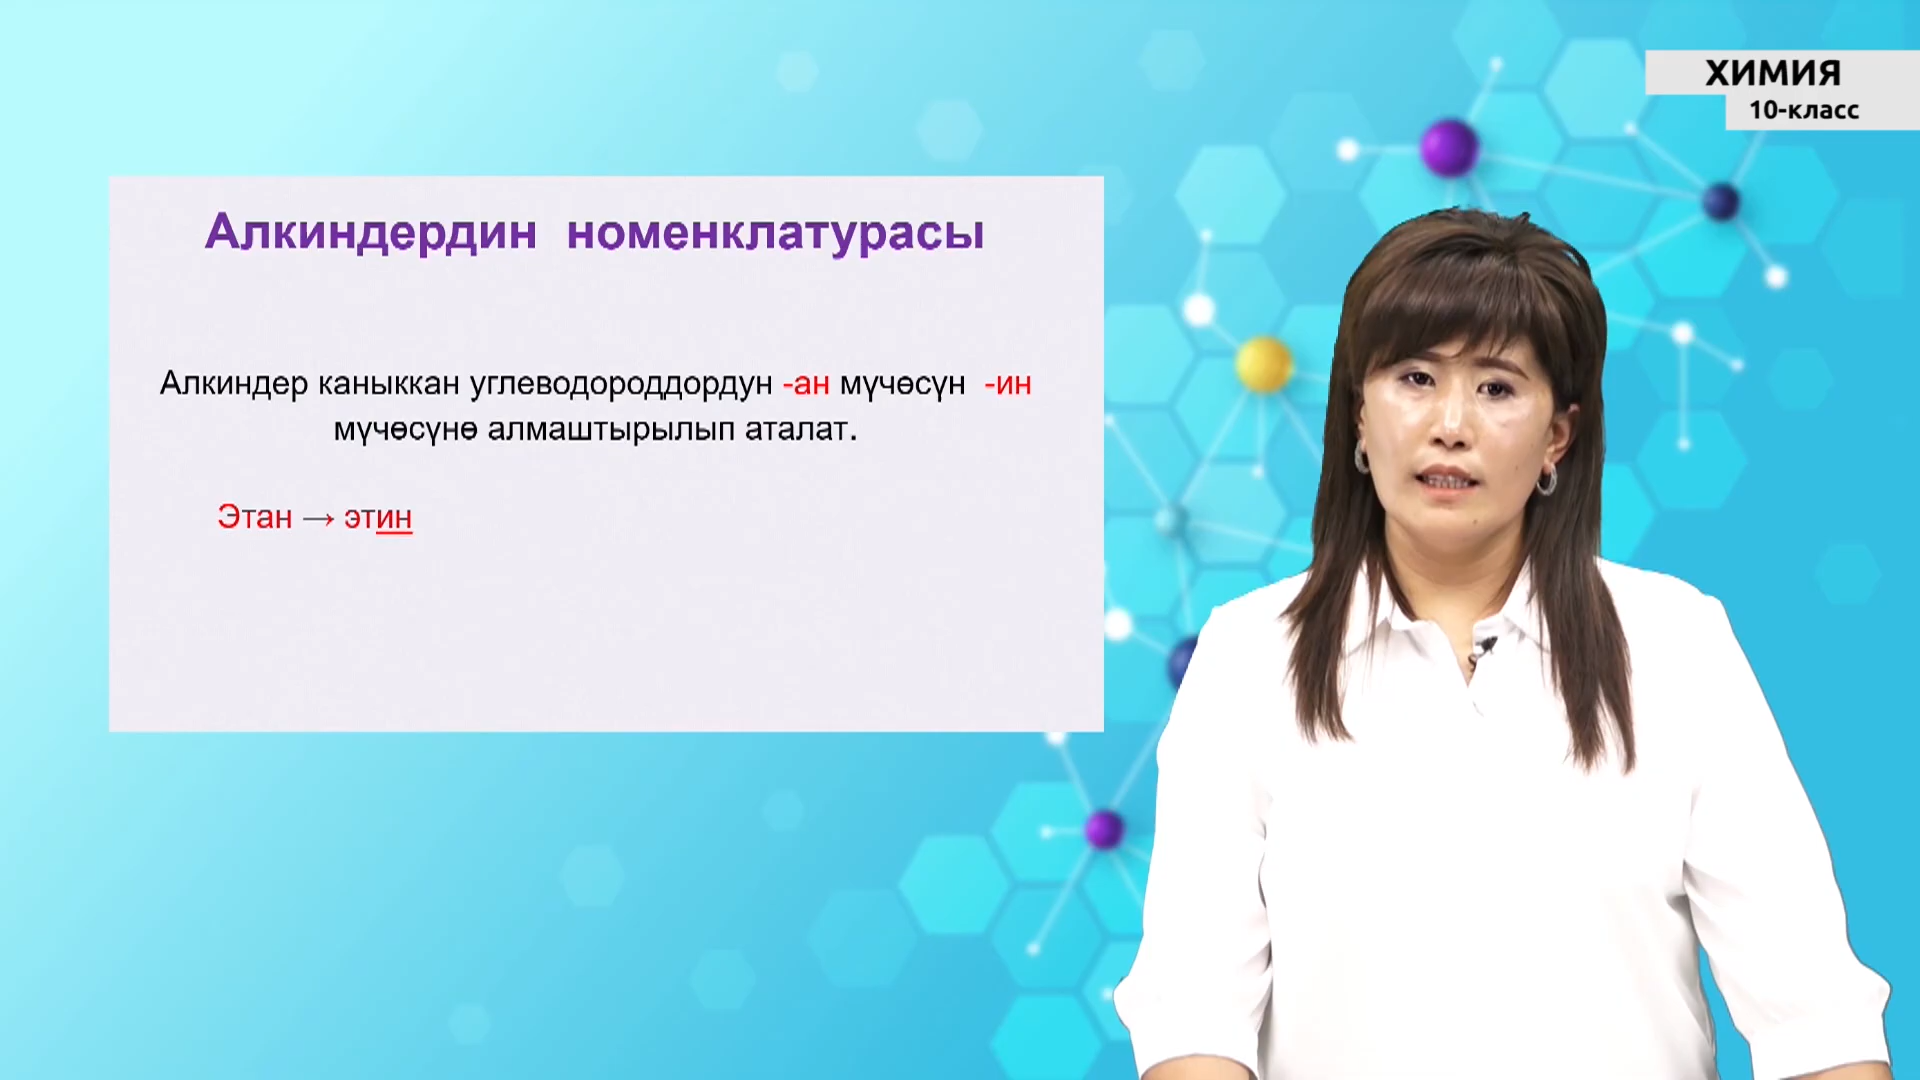 ХИМИЯ
10-класс
Алкиндердин номенклатурасы
Алкиндер каныккан углеводороддордун -ан мүчөсүн -ин
мүчөсүнө алмаштырылып аталат.
Этан → этин